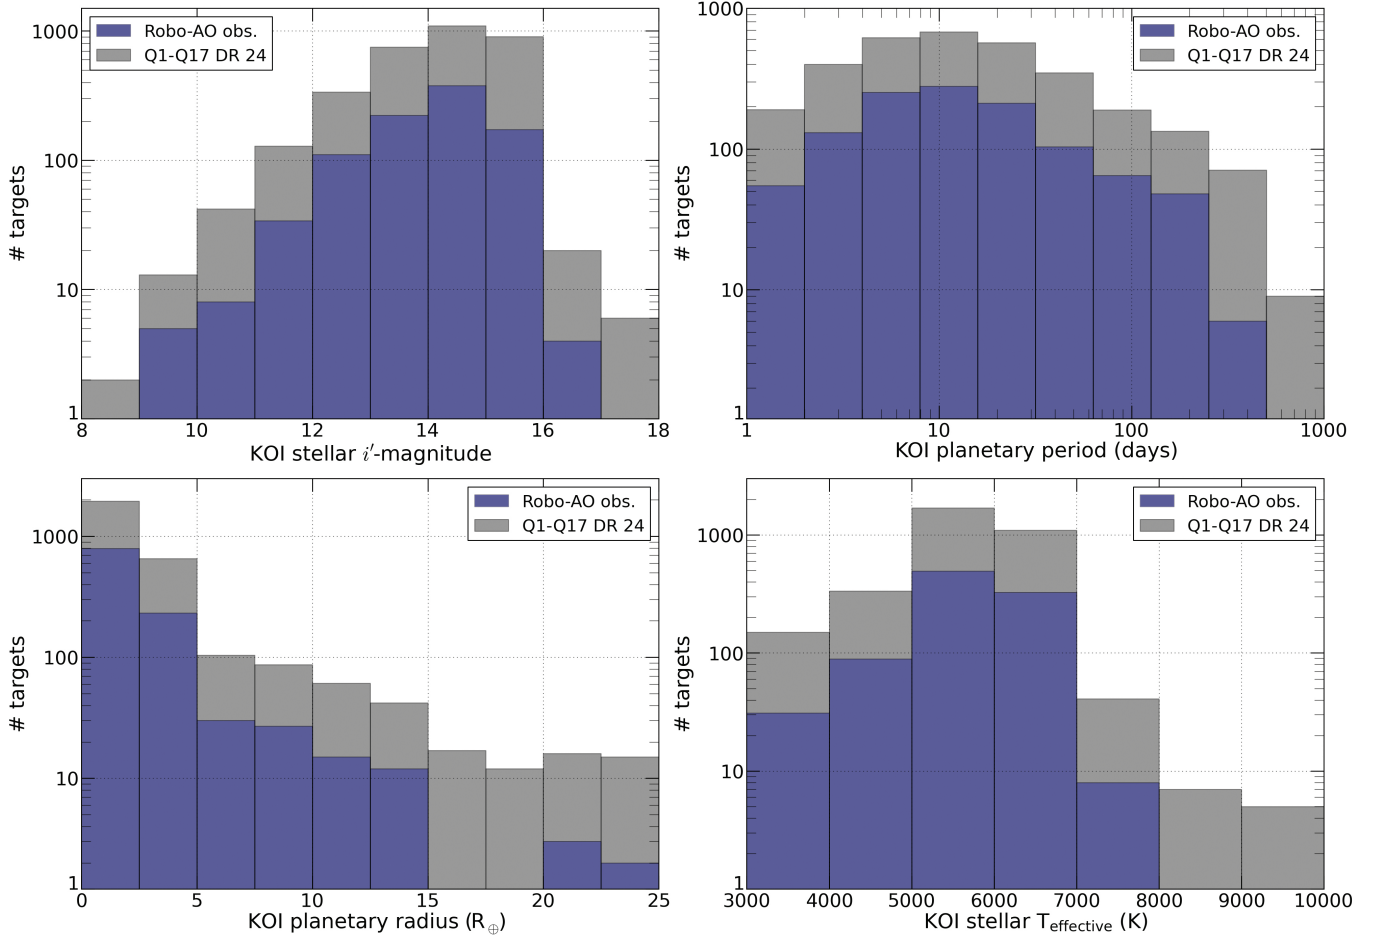 Robo-AO obs.
Q1-Q17 DR 24
1000
100
10
1
# targets
8 10 12 14 16 18
KOI stellar i′-magnitude
Robo-AO obs.
Q1-Q17 DR 24
1000
100
10
1
# targets
1 10 100 1000
KOI planetary period (days)
Robo-AO obs.
Q1-Q17 DR 24
1000
100
10
1
# targets
0 5 10 15 20 25
KOI planetary radius (R⊕)
Robo-AO obs.
Q1-Q17 DR 24
1000
100
10
1
# targets
3000 4000 5000 6000 7000 8000 9000 10000
KOI stellar Teffective (K)